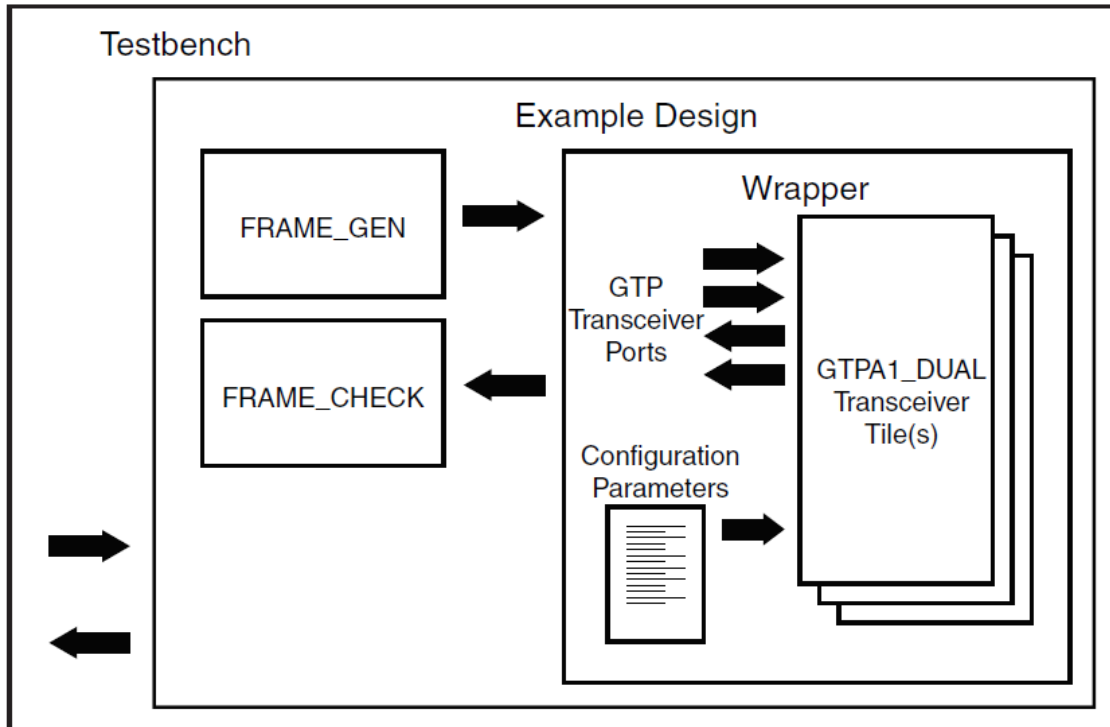 Testbench
Example Design
FRAME_GEN
Wrapper
GTP
Transceiver
Ports
GTPA1_DUAL
Transceiver
Tile(s)
FRAME_CHECK
Configuration
Parameters